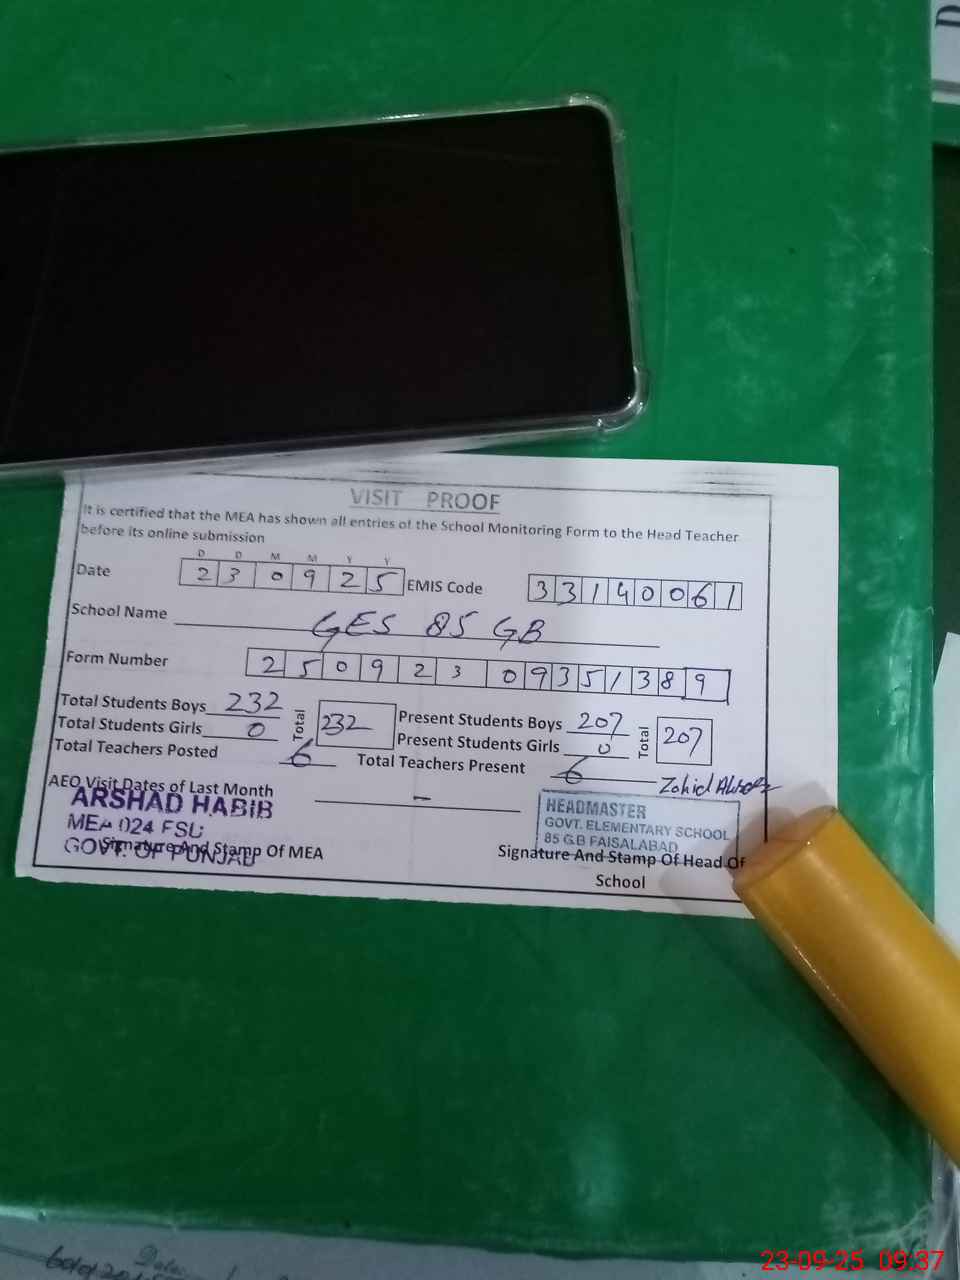 VISIT PROOF
It is certified that the MEA has shown all entries of the School Monitoring Form to the Head Teacher
before its online submission
D D M M Y Y
Date 2 3 0 9 2 5 EMIS Code 3 3 1 4 0 0 6 1
School Name GES 85 GB
Form Number 2 5 0 9 2 3 0 9 3 5 1 3 8 9
Total Students Boys 232 Total 232 Present Students Boys 207 Total 207
Total Students Girls 0 Present Students Girls 0
Total Teachers Posted 6 Total Teachers Present 6
Zahid
AEO Visit Dates of Last Month -
ARSHAD HABIB
MEA 024 FSD
GOVT. OF PUNJAB
Signature And Stamp Of MEA
HEADMASTER
GOVT. ELEMENTARY SCHOOL
85 G.B FAISALABAD
Signature And Stamp Of Head Of
School
Date:
23-09-25 09:37